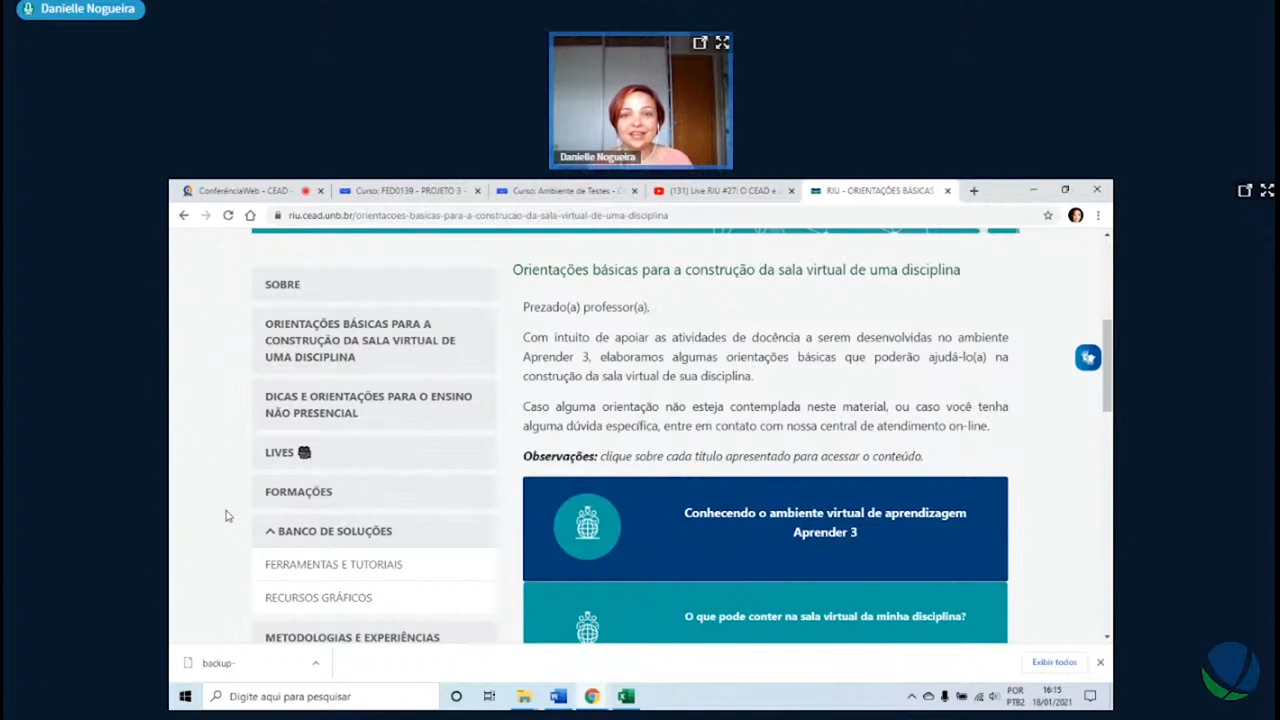 Danielle Nogueira
Danielle Nogueira
ConferênciaWeb - CEAD -
Curso: FED0139 - PROJETO 3 -
Curso: Ambiente de Testes -
(131) Live RIU #27: O CEAD e
RIU - ORIENTAÇÕES BÁSICAS
riu.cead.unb.br/orientacoes-basicas-para-a-construcao-da-sala-virtual-de-uma-disciplina
SOBRE
ORIENTAÇÕES BÁSICAS PARA A
CONSTRUÇÃO DA SALA VIRTUAL DE
UMA DISCIPLINA
DICAS E ORIENTAÇÕES PARA O ENSINO
NÃO PRESENCIAL
LIVES
FORMAÇÕES
BANCO DE SOLUÇÕES
FERRAMENTAS E TUTORIAIS
RECURSOS GRÁFICOS
METODOLOGIAS E EXPERIÊNCIAS
Orientações básicas para a construção da sala virtual de uma disciplina
Prezado(a) professor(a),
Com intuito de apoiar as atividades de docência a serem desenvolvidas no ambiente
Aprender 3, elaboramos algumas orientações básicas que poderão ajudá-lo(a) na
construção da sala virtual de sua disciplina.
Caso alguma orientação não esteja contemplada neste material, ou caso você tenha
alguma dúvida específica, entre em contato com nossa central de atendimento on-line.
Observações: clique sobre cada título apresentado para acessar o conteúdo.
Conhecendo o ambiente virtual de aprendizagem
Aprender 3
O que pode conter na sala virtual da minha disciplina?
backup-
Exibir todos
Digite aqui para pesquisar
POR
PTB2
16:15
18/01/2021